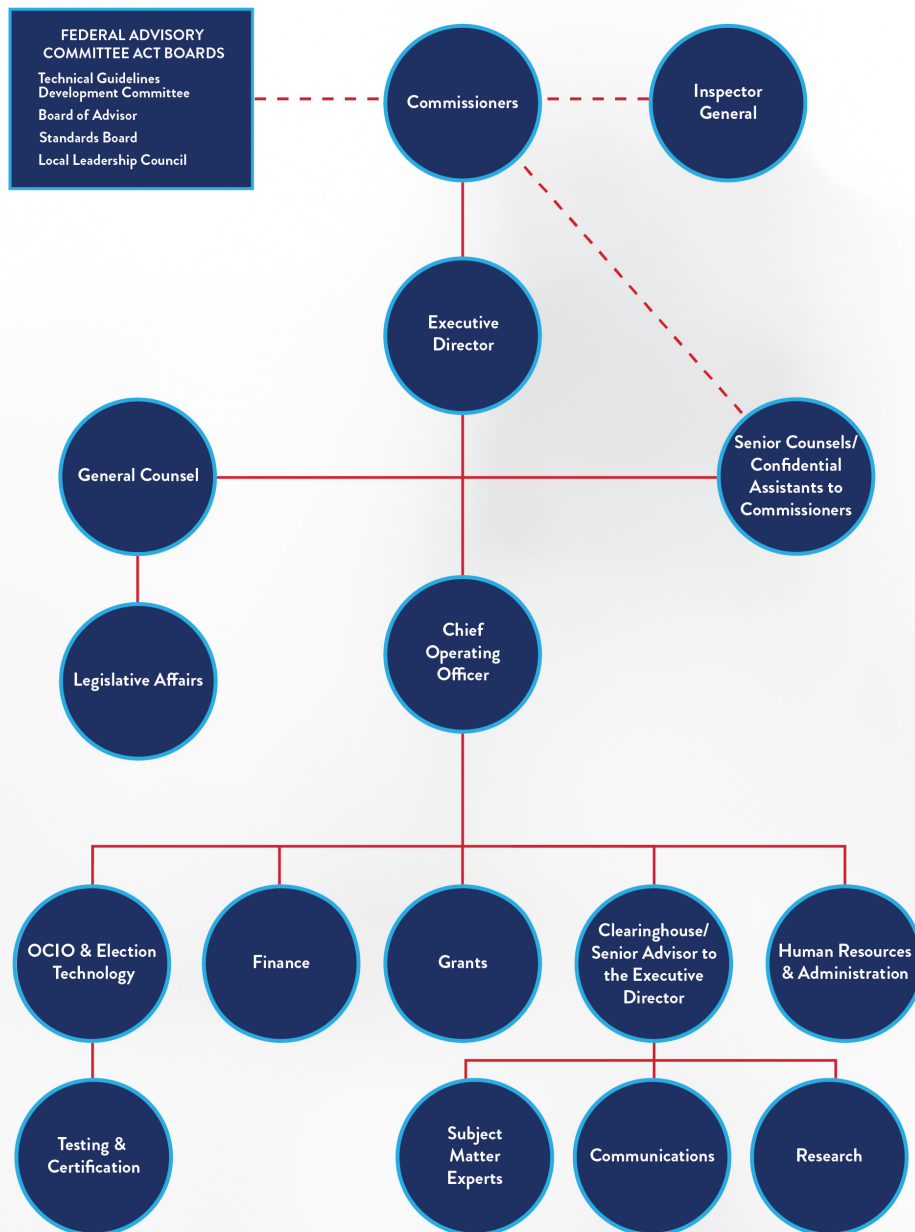 FEDERAL ADVISORY
COMMITTEE ACT BOARDS
Technical Guidelines
Development Committee
Board of Advisor
Standards Board
Local Leadership Council
Commissioners
Inspector
General
Executive
Director
General Counsel
Senior Counsels/
Confidential
Assistants to
Commissioners
Chief
Operating
Officer
Legislative Affairs
OCIO & Election
Technology
Finance
Grants
Clearinghouse/
Senior Advisor to
the Executive
Director
Human Resources
& Administration
Testing &
Certification
Subject
Matter
Experts
Communications
Research